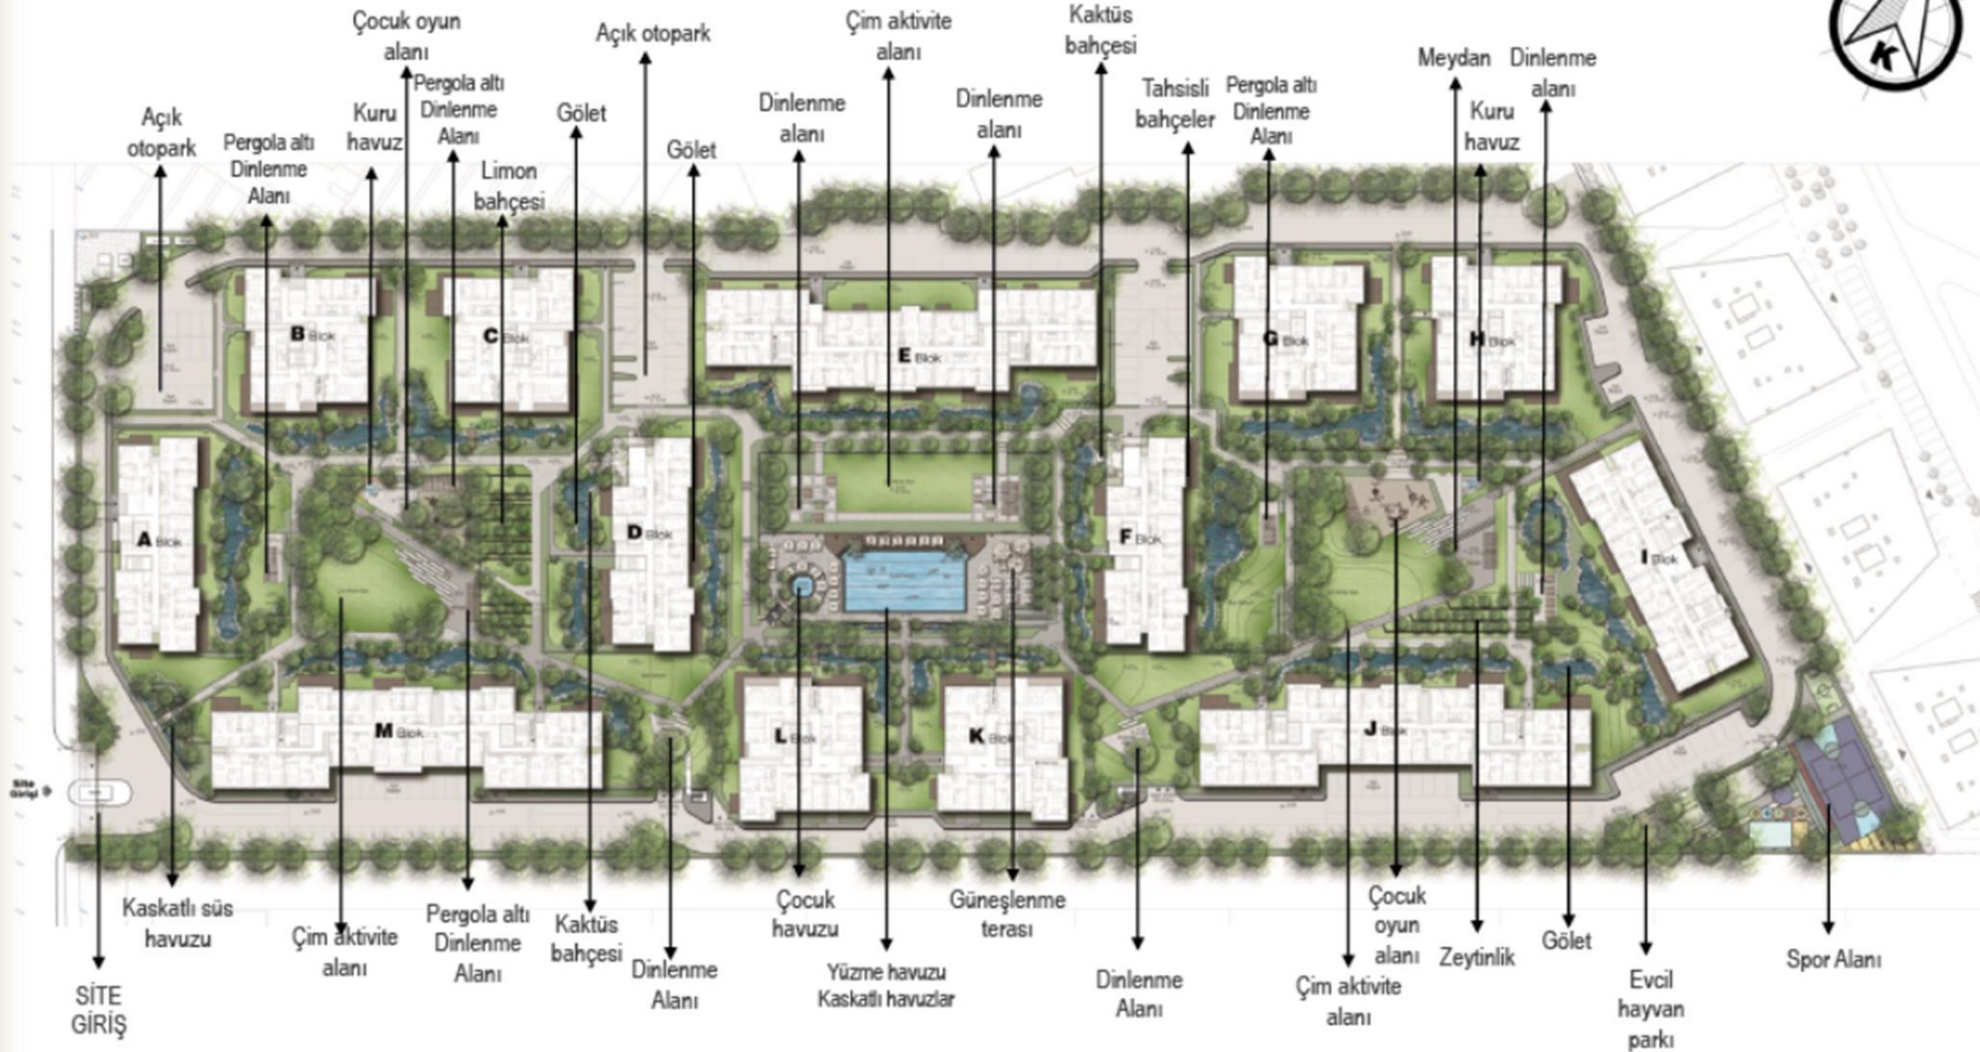 Çocuk oyun
alanı
Açık otopark
Çim aktivite
alanı
Kaktüs
bahçesi
Meydan
Dinlenme
alanı
K
Açık
otopark
Pergola altı
Dinlenme
Alanı
Kuru
havuz
Pergola altı
Dinlenme
Alanı
Limon
bahçesi
Gölet
Gölet
Dinlenme
alanı
Dinlenme
alanı
Tahsisli
bahçeler
Pergola altı
Dinlenme
Alanı
Kuru
havuz
B Blok
C Blok
E Blok
G Blok
H Blok
A Blok
D Blok
F Blok
I Blok
M Blok
L Blok
K Blok
J Blok
Site
Girişi
SİTE
GİRİŞ
Kaskatlı süs
havuzu
Çim aktivite
alanı
Pergola altı
Dinlenme
Alanı
Kaktüs
bahçesi
Dinlenme
Alanı
Çocuk
havuzu
Yüzme havuzu
Kaskatlı havuzlar
Güneşlenme
terası
Dinlenme
Alanı
Çim aktivite
alanı
Çocuk
oyun
alanı
Zeytinlik
Gölet
Evcil
hayvan
parkı
Spor Alanı